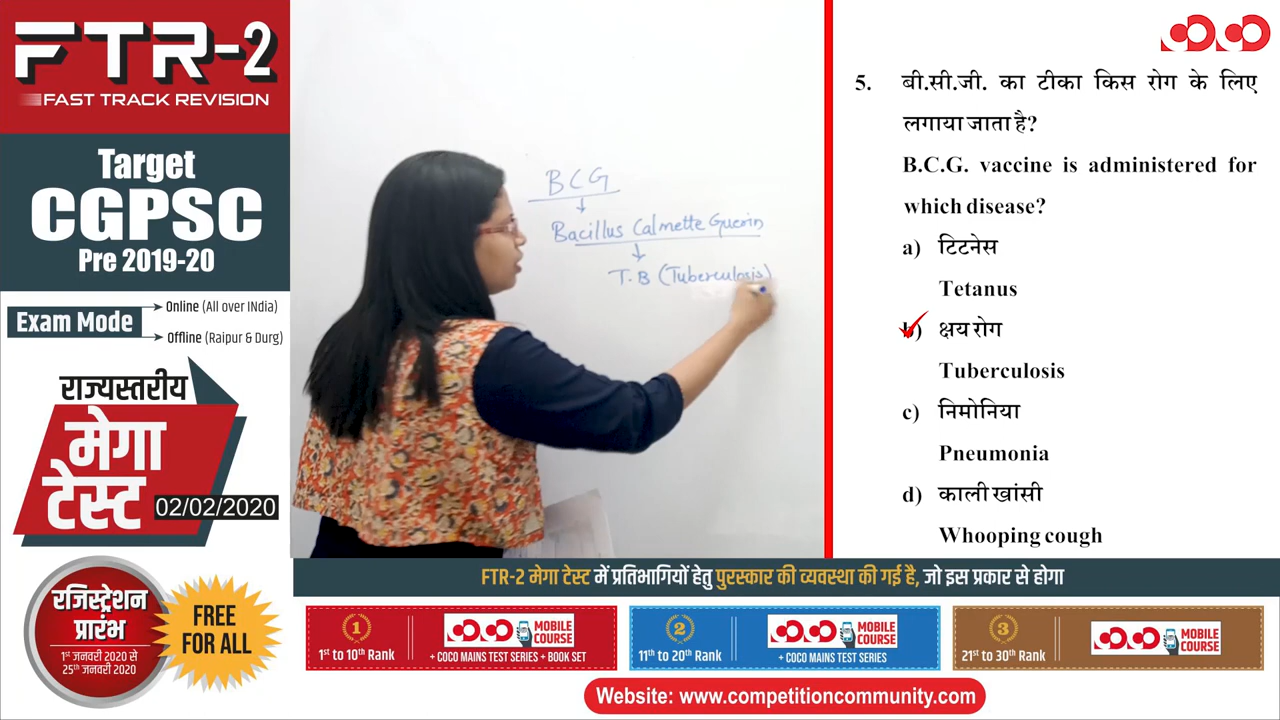 FTR-2
FAST TRACK REVISION
Target
CGPSC
Pre 2019-20
Exam Mode
Online (All over INdia)
Offline (Raipur & Durg)
राज्यस्तरीय
मेगा
टेस्ट
02/02/2020
रजिस्ट्रेशन
प्रारंभ
1st जनवरी 2020 से
25th जनवरी 2020
FREE
FOR ALL
BCG
Bacillus Calmette Guerin
T.B (Tuberculosis)
COCO
5. बी.सी.जी. का टीका किस रोग के लिए
लगाया जाता है?
B.C.G. vaccine is administered for
which disease?
a) टिटनेस
Tetanus
b) क्षय रोग
Tuberculosis
c) निमोनिया
Pneumonia
d) काली खांसी
Whooping cough
FTR-2 मेगा टेस्ट में प्रतिभागियों हेतु पुरस्कार की व्यवस्था की गई है, जो इस प्रकार से होगा
1
1st to 10th Rank
COCO MOBILE COURSE
+ COCO MAINS TEST SERIES + BOOK SET
2
11th to 20th Rank
COCO MOBILE COURSE
+ COCO MAINS TEST SERIES
3
21st to 30th Rank
COCO MOBILE COURSE
Website: www.competitioncommunity.com